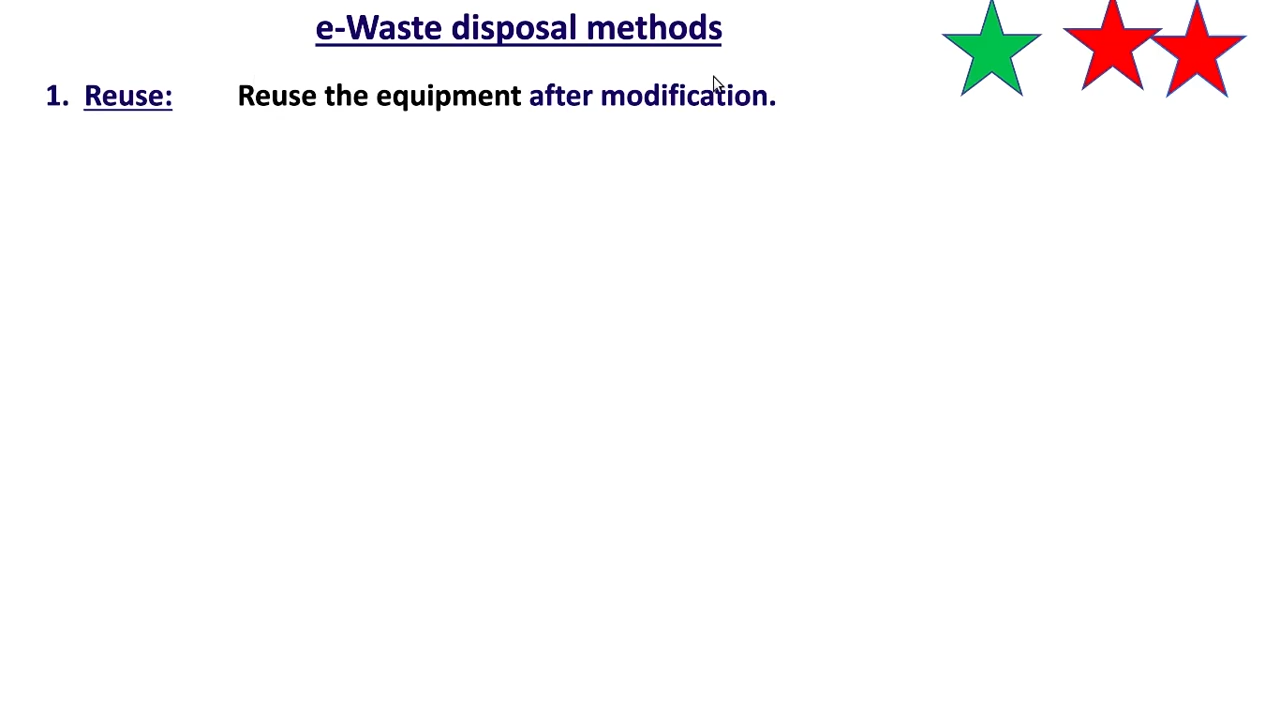 e-Waste disposal methods
1. Reuse: Reuse the equipment after modification.